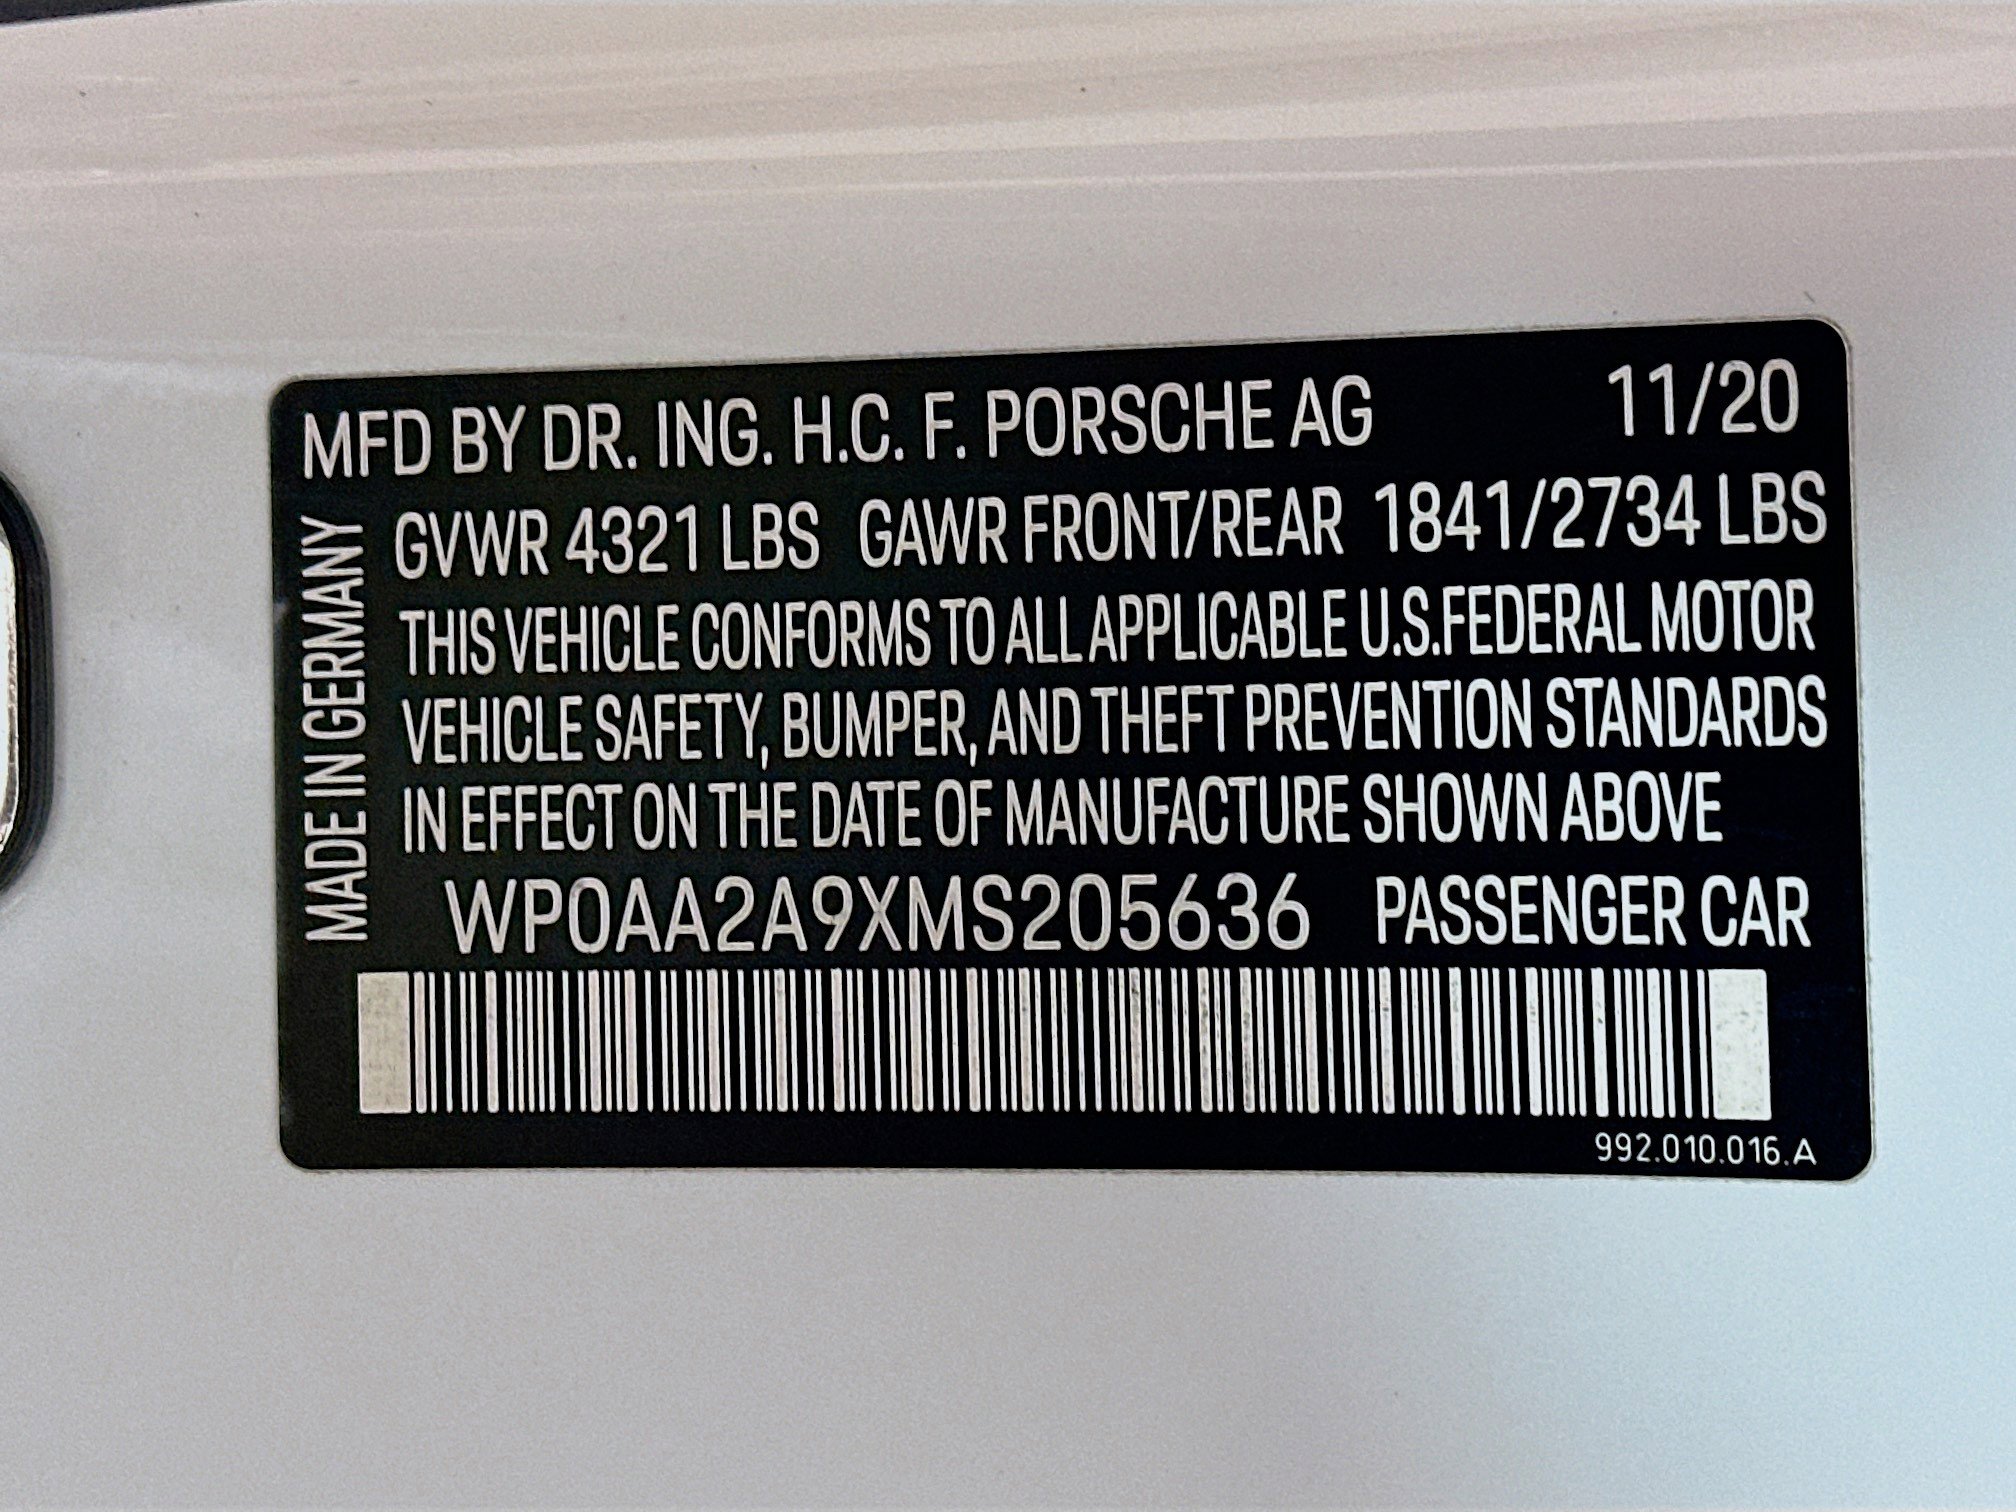 MFD BY DR. ING. H.C. F. PORSCHE AG 11/20
MADE IN GERMANY
GVWR 4321 LBS GAWR FRONT/REAR 1841/2734 LBS
THIS VEHICLE CONFORMS TO ALL APPLICABLE U.S.FEDERAL MOTOR
VEHICLE SAFETY, BUMPER, AND THEFT PREVENTION STANDARDS
IN EFFECT ON THE DATE OF MANUFACTURE SHOWN ABOVE
WP0AA2A9XMS205636 PASSENGER CAR
992.010.016.A